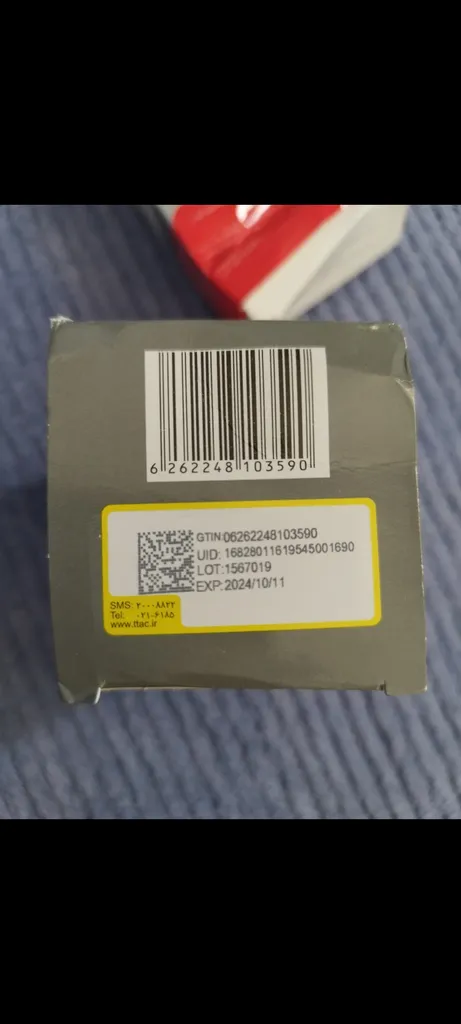 6 262248 103590
GTIN:06262248103590
UID: 16828011619545001690
LOT:1567019
EXP:2024/10/11
SMS: ۲۰۰۰۸۸۲۲
Tel. ۰۲۱-۶۱۸۵
www.ttac.ir